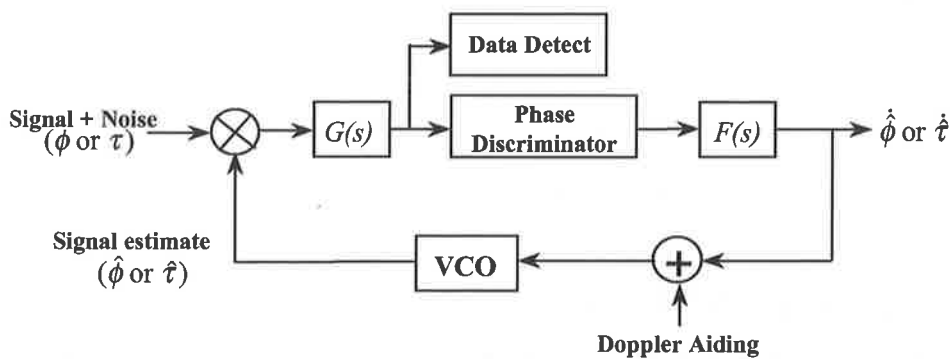 Data Detect
Signal + Noise
(ϕ or τ)
G(s)
Phase
Discriminator
F(s)
ϕ̂̇ or τ̂̇
Signal estimate
(ϕ̂ or τ̂)
VCO
+
Doppler Aiding